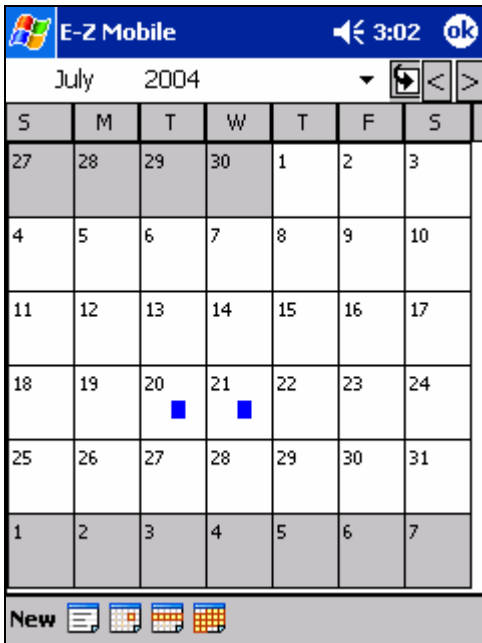 E-Z Mobile 3:02 ok
July 2004 < >
S M T W T F S
27 28 29 30 1 2 3
4 5 6 7 8 9 10
11 12 13 14 15 16 17
18 19 20 21 22 23 24
25 26 27 28 29 30 31
1 2 3 4 5 6 7
New